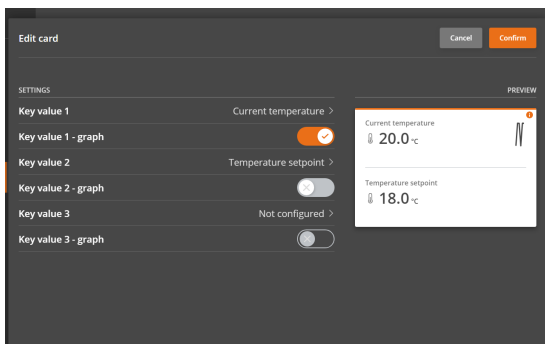 Edit card
Cancel
Confirm
SETTINGS
Key value 1
Current temperature
Key value 1 - graph
Key value 2
Temperature setpoint
Key value 2 - graph
Key value 3
Not configured
Key value 3 - graph
PREVIEW
Current temperature
20.0 °C
Temperature setpoint
18.0 °C